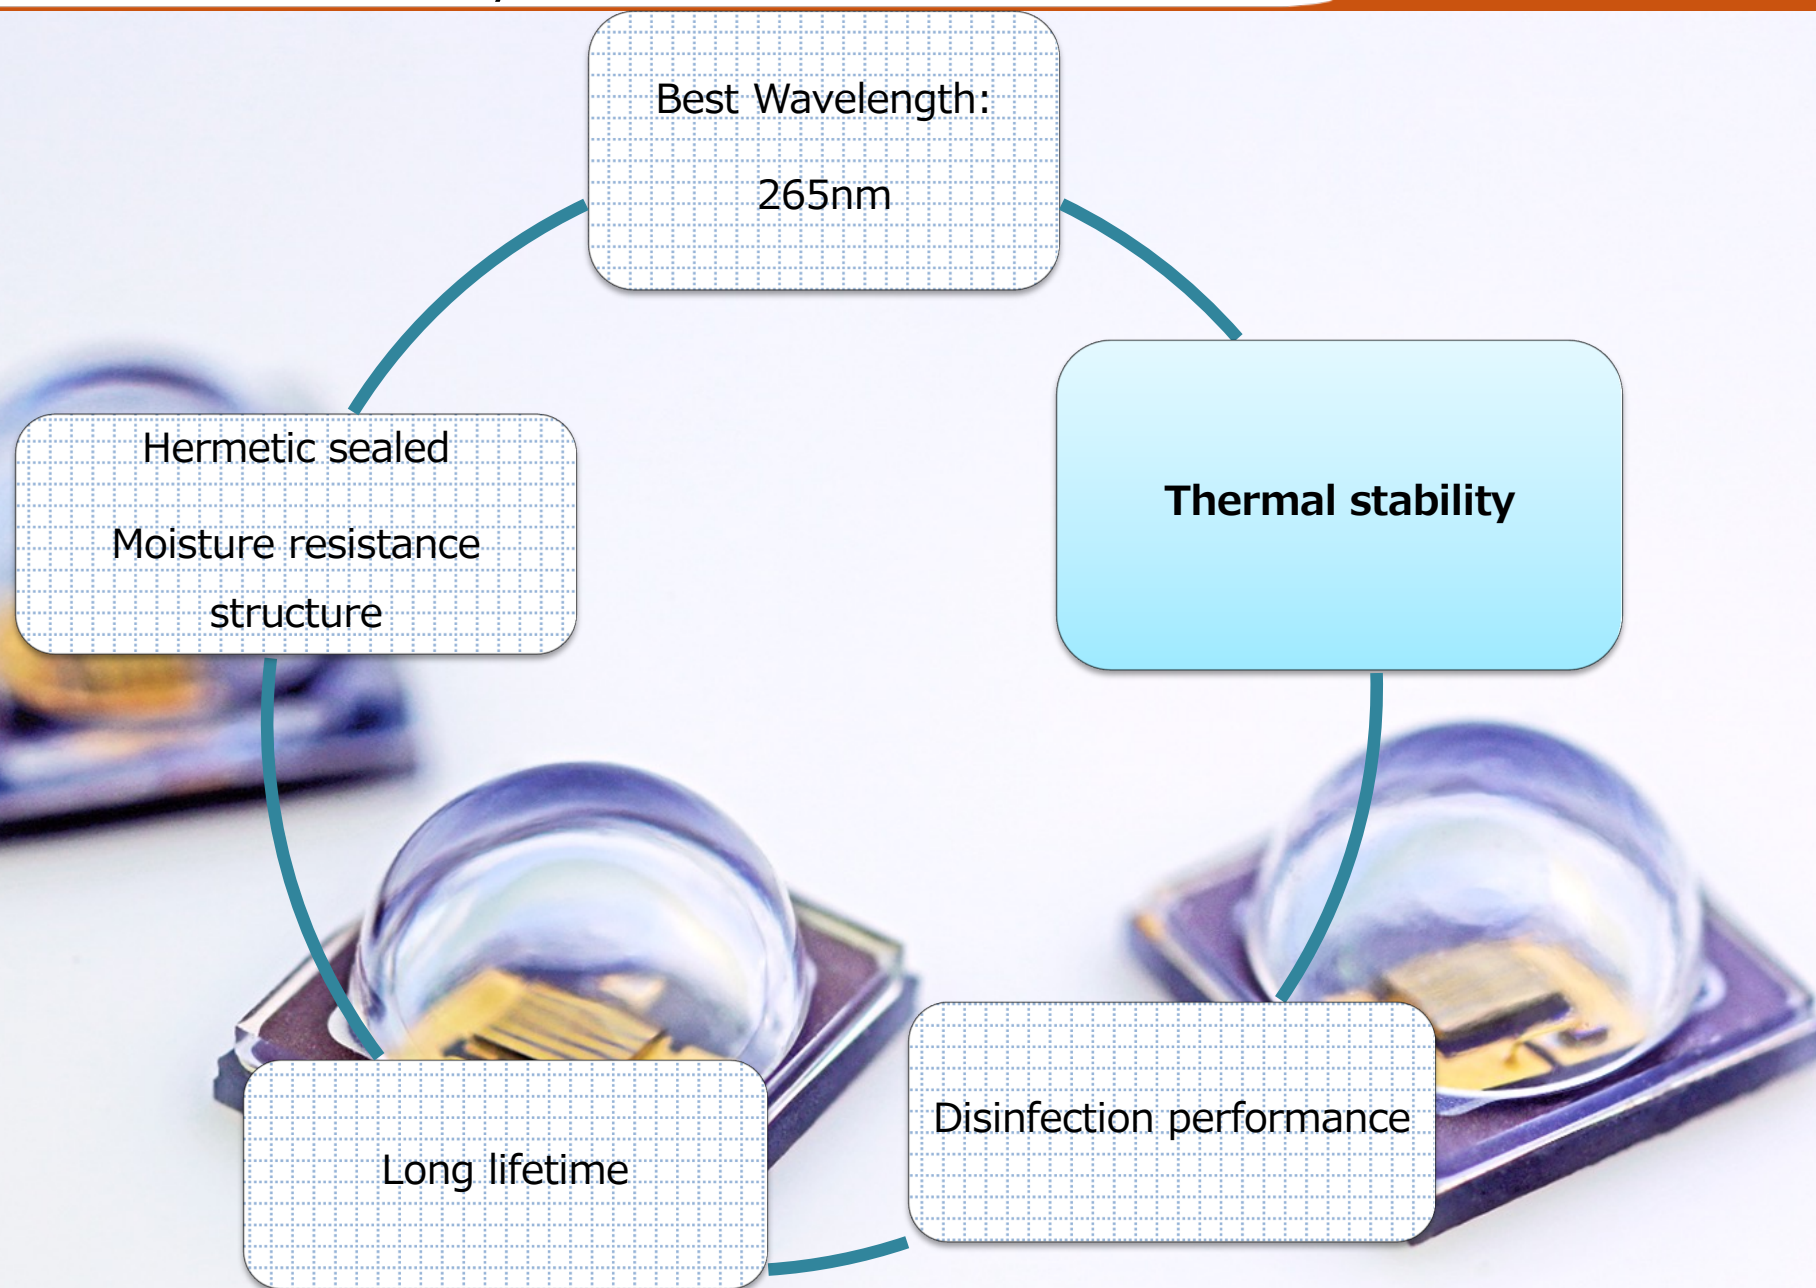 Best Wavelength:
265nm
Thermal stability
Hermetic sealed
Moisture resistance
structure
Disinfection performance
Long lifetime